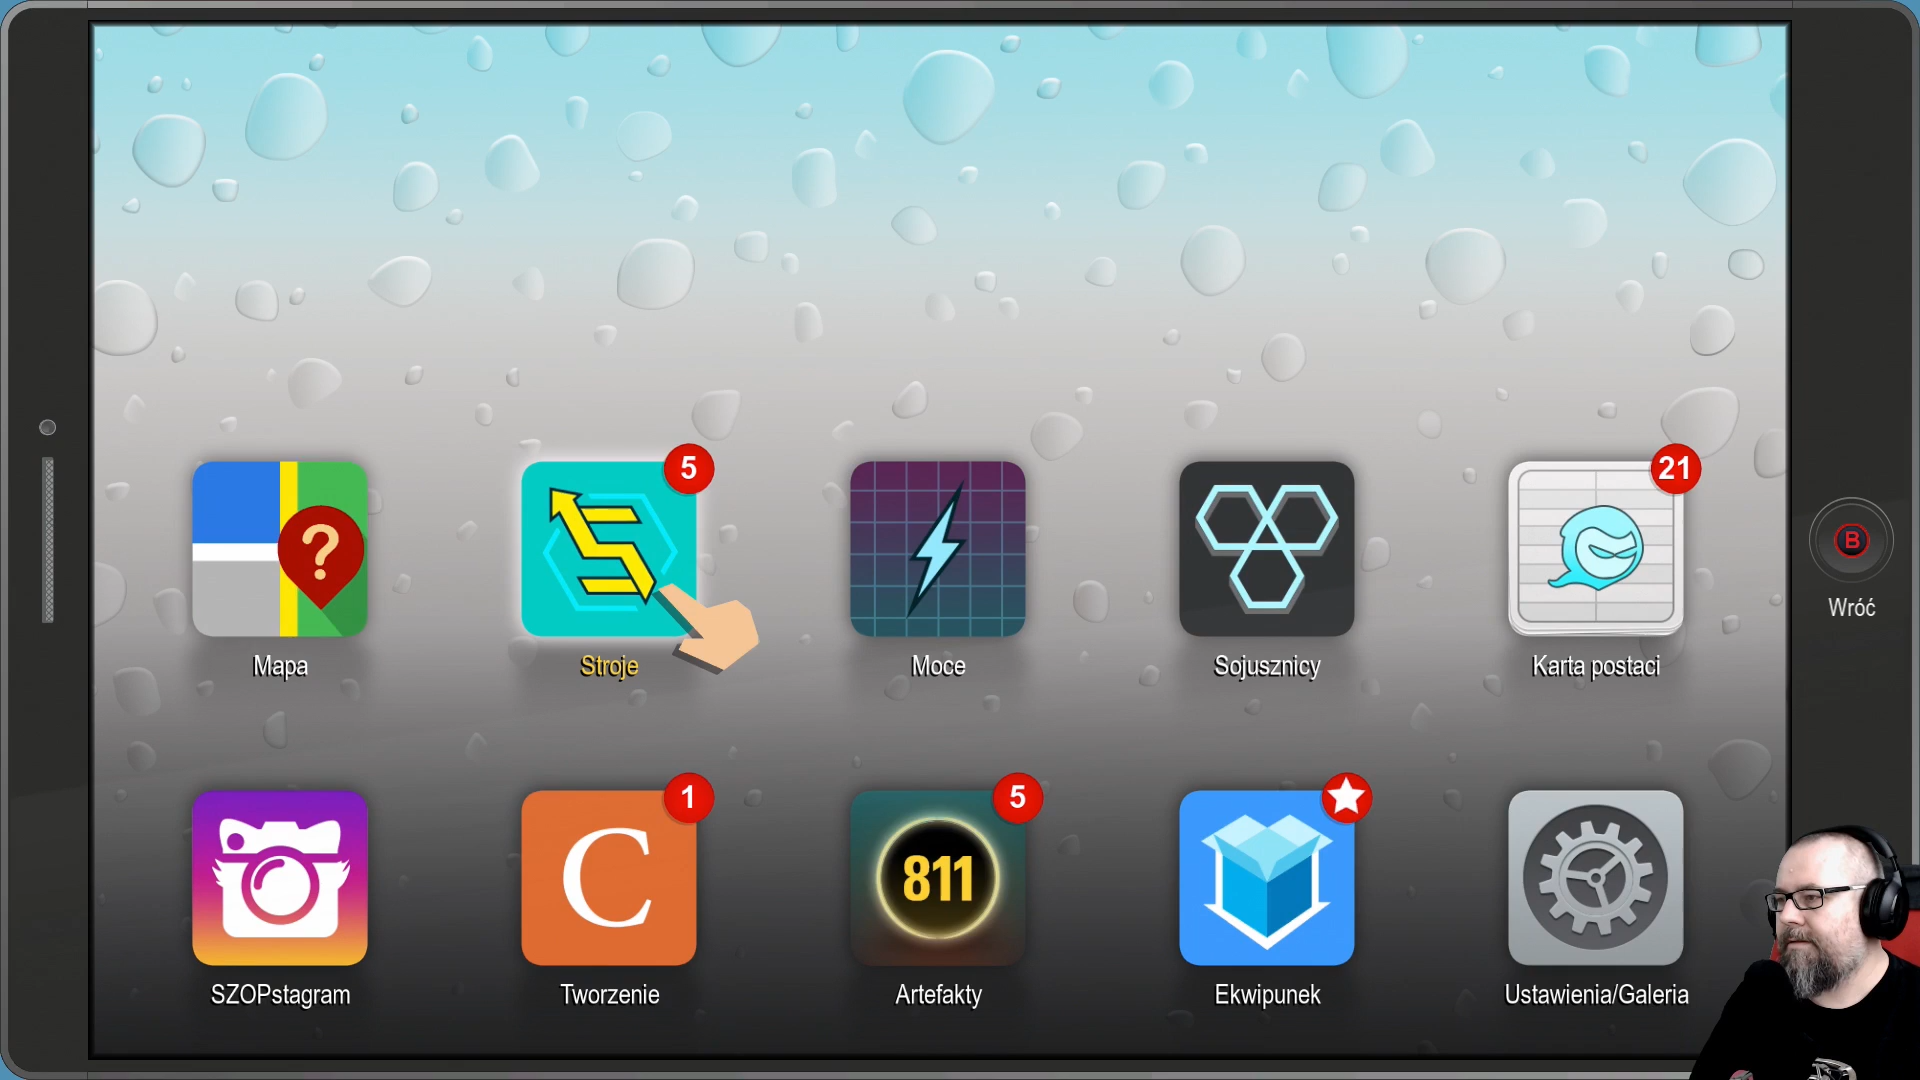 5
21
?
B
Wróć
Mapa
Stroje
Moce
Sojusznicy
Karta postaci
1
5
C
811
SZOPstagram
Tworzenie
Artefakty
Ekwipunek
Ustawienia/Galeria